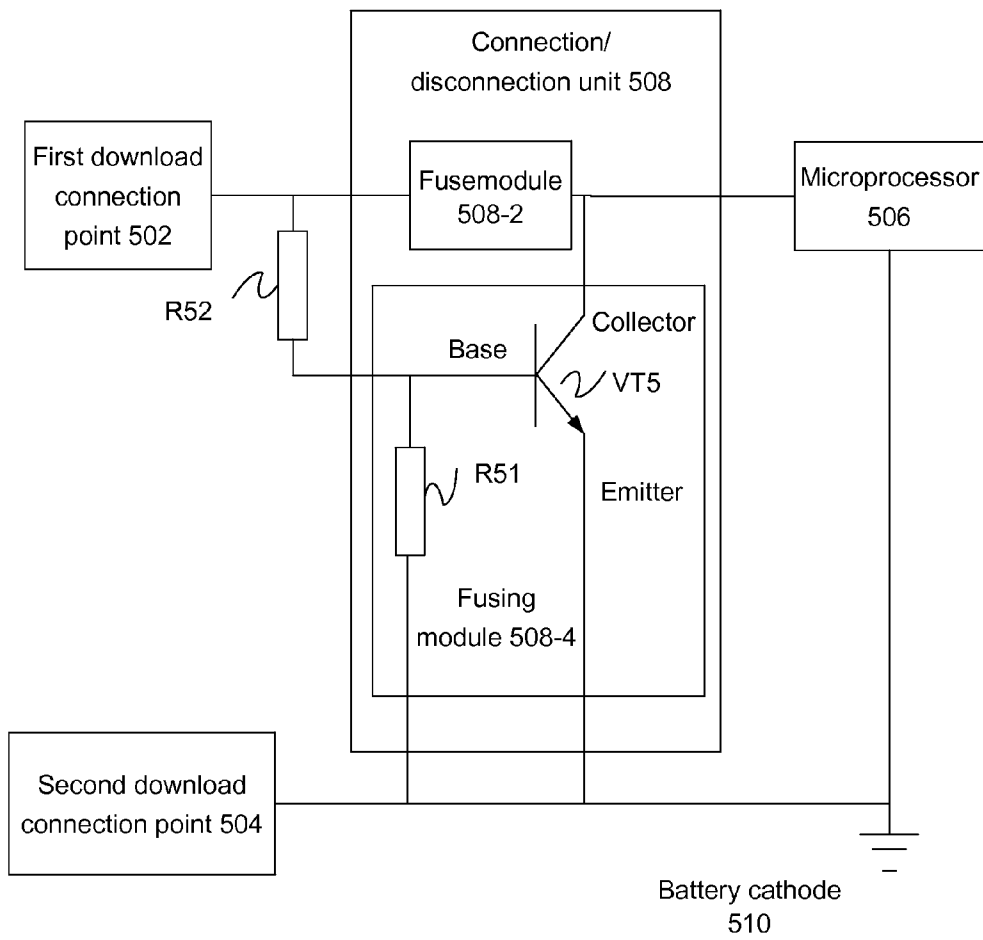 Connection/
disconnection unit 508
First download
connection
point 502
Fusemodule
508-2
Microprocessor
506
R52
Base
Collector
VT5
R51
Emitter
Fusing
module 508-4
Second download
connection point 504
Battery cathode
510